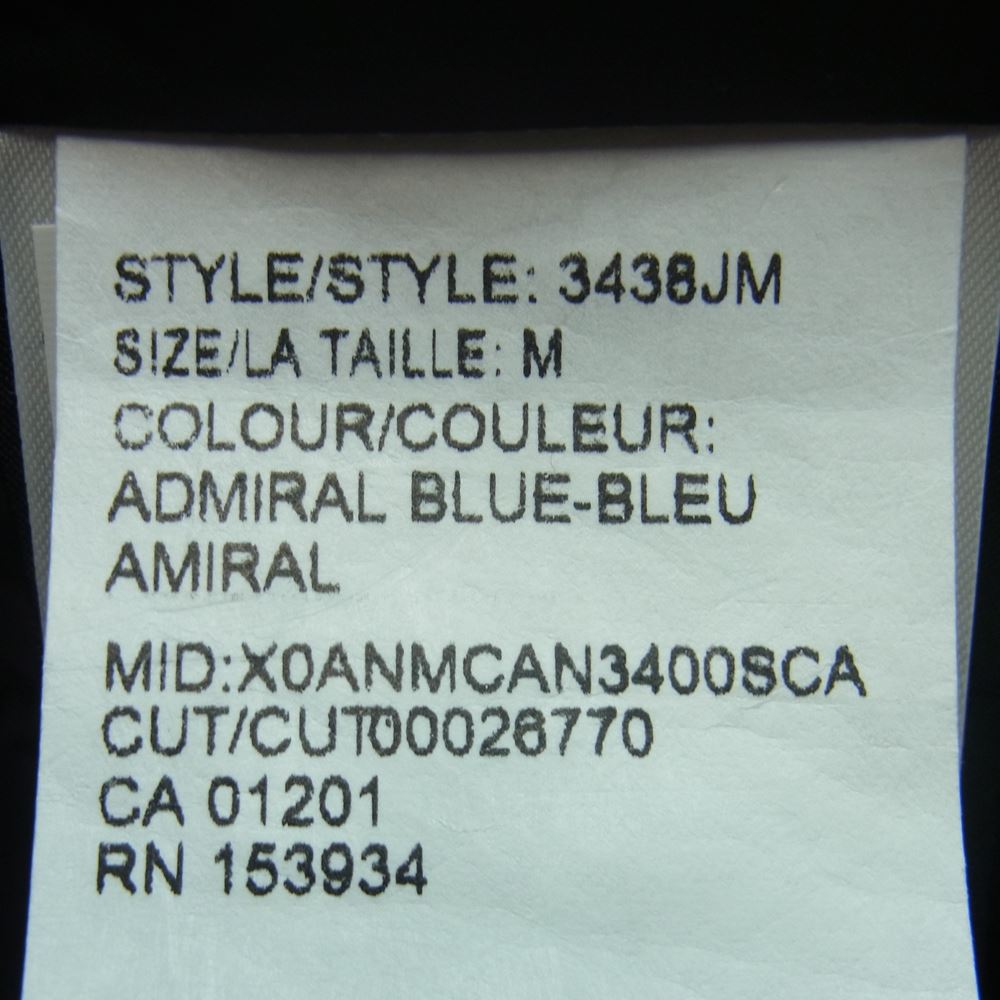 STYLE/STYLE: 3438JM
SIZE/LA TAILLE: M
COLOUR/COULEUR:
ADMIRAL BLUE-BLEU
AMIRAL
MID:X0ANMCAN3400SCA
CUT/CUT00026770
CA 01201
RN 153934